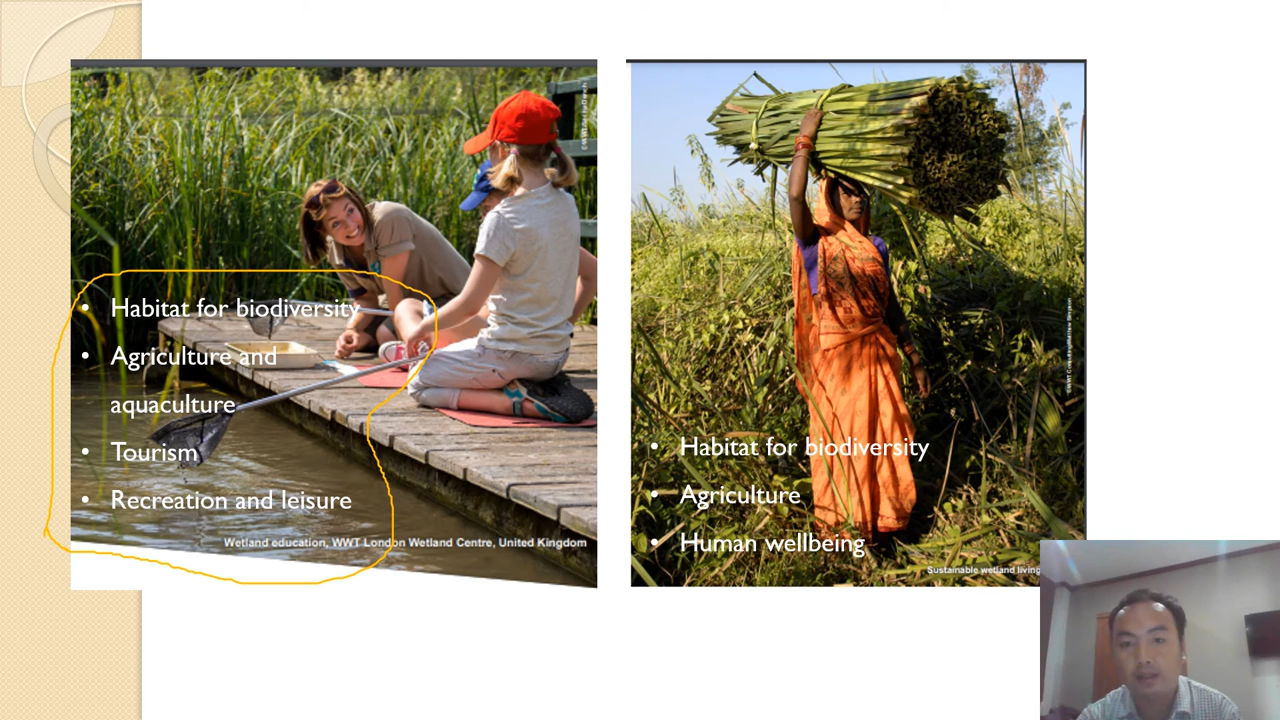 • Habitat for biodiversity
• Agriculture and
aquaculture
• Tourism
• Recreation and leisure
Wetland education, WWT London Wetland Centre, United Kingdom
• Habitat for biodiversity
• Agriculture
• Human wellbeing
Sustainable wetland living